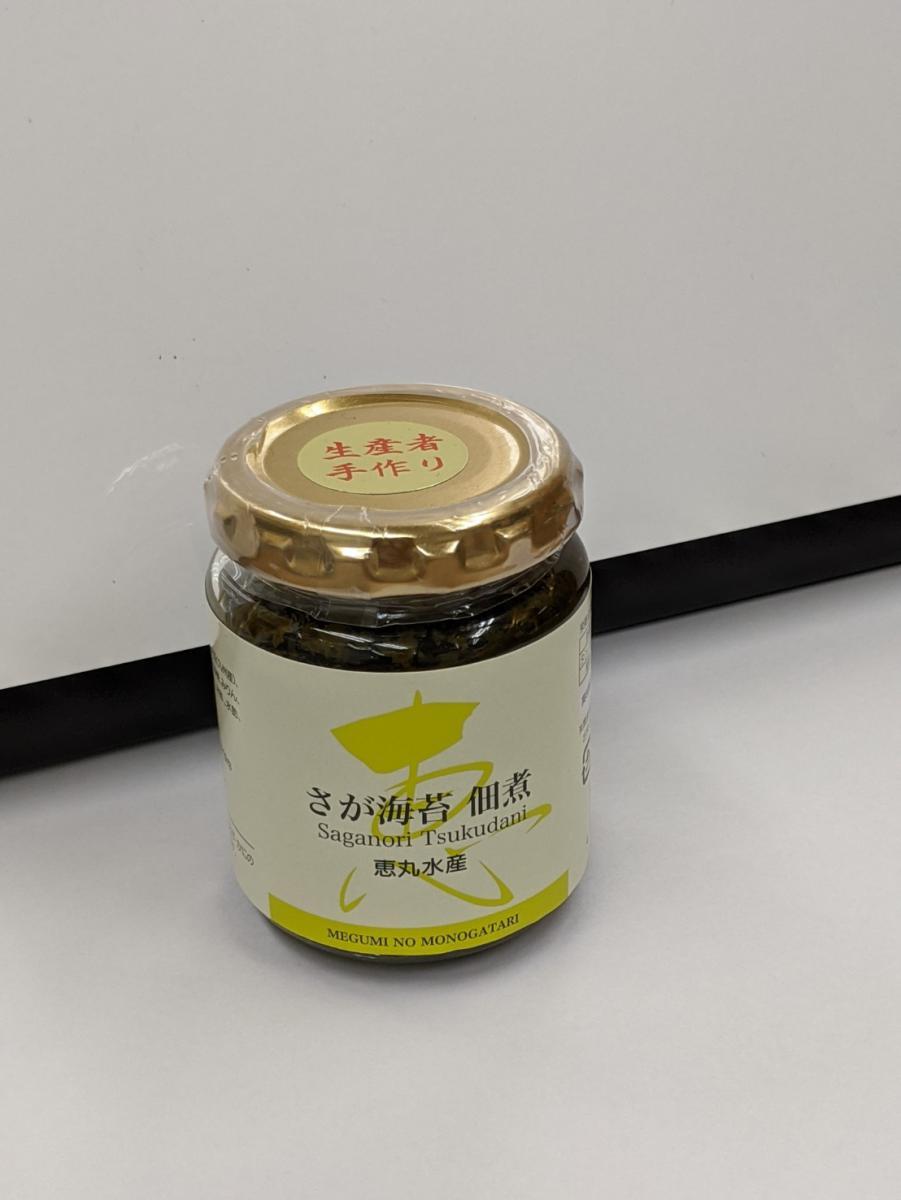 生産者
手作り
恵
さが海苔 佃煮
Saganori Tsukudani
恵丸水産
MEGUMI NO MONOGATARI